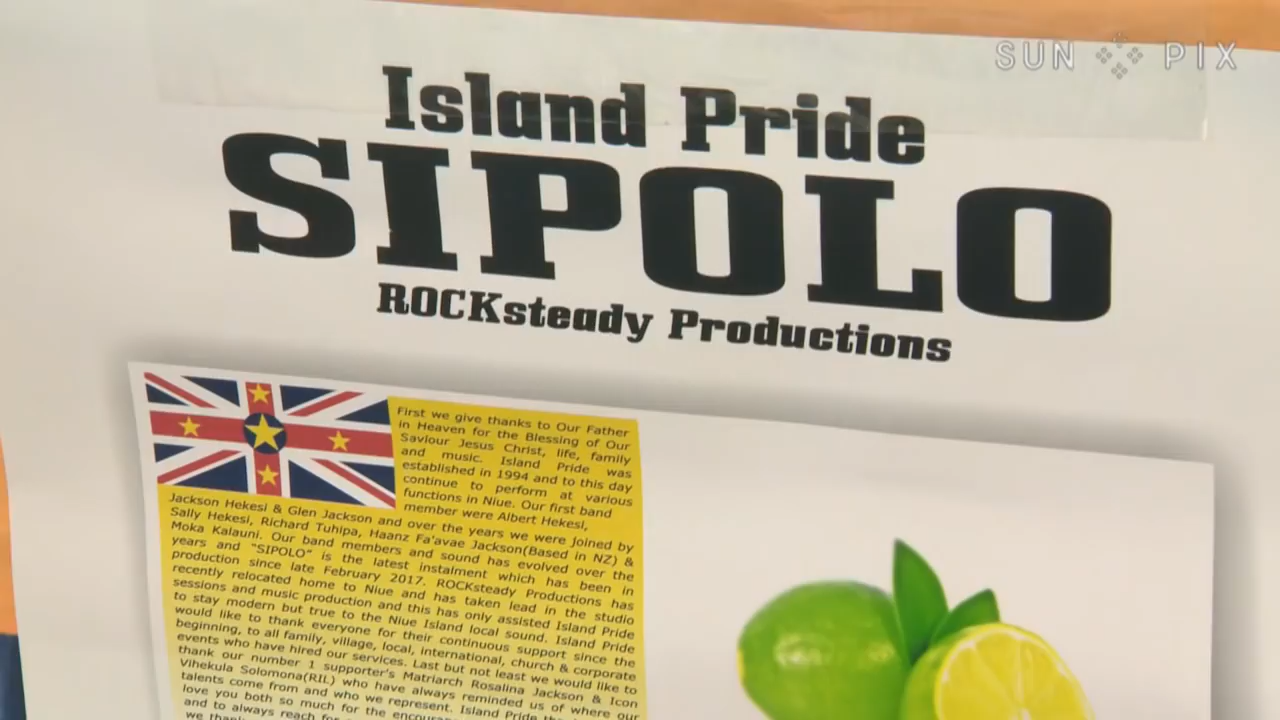 SUN PIX
Island Pride
SIPOLO
ROCKsteady Productions
First we give thanks to Our Father
in Heaven for the Blessing of Our
Saviour Jesus Christ, life, family
and music. Island Pride was
established in 1994 and to this day
continue to perform at various
functions in Niue. Our first band
member were Albert Hekesi,
Jackson Hekesi & Glen Jackson and over the years we were joined by
Sally Hekesi, Richard Tuhipa, Haanz Fa'avae Jackson(Based in NZ) &
Moka Kalauni. Our band members and sound has evolved over the
years and "SIPOLO" is the latest instalment which has been in
production since late February 2017. ROCKsteady Productions has
recently relocated home to Niue and has taken lead in the studio
sessions and music production and this has only assisted Island Pride
to stay modern but true to the Niue Island local sound. Island Pride
would like to thank everyone for their continuous support since the
beginning, to all family, village, local, international, church & corporate
events who have hired our services. Last but not least we would like to
thank our number 1 supporter's Matriarch Rosalina Jackson & Icon
Vihekula Solomona(RIL) who have always reminded us of where our
talents come from and who we represent. Island Pride
love you both so much for the
and to always reach for